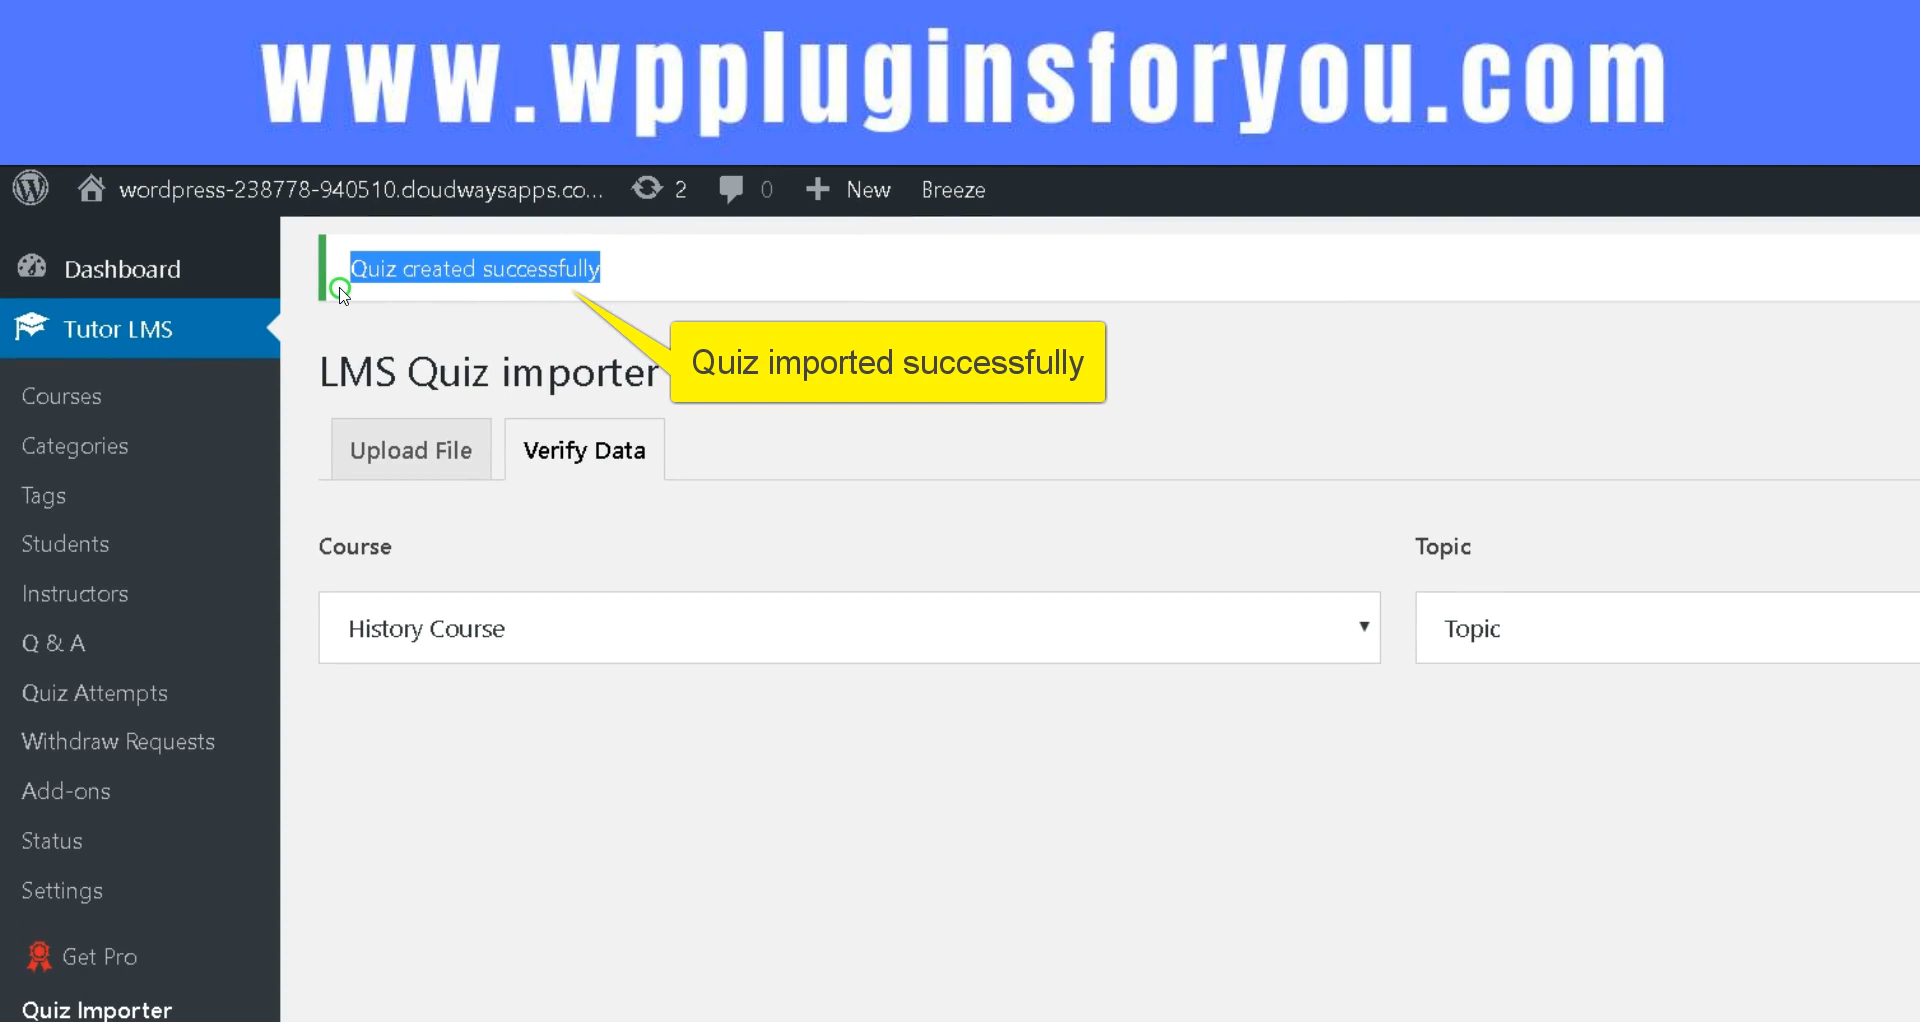 www.wppluginsforyou.com
wordpress-238778-940510.cloudwaysapps.co... 2 0 New Breeze
Quiz created successfully
Quiz imported successfully
LMS Quiz importer
Upload File Verify Data
Course Topic
History Course Topic
Dashboard
Tutor LMS
Courses
Categories
Tags
Students
Instructors
Q & A
Quiz Attempts
Withdraw Requests
Add-ons
Status
Settings
Get Pro
Quiz Importer